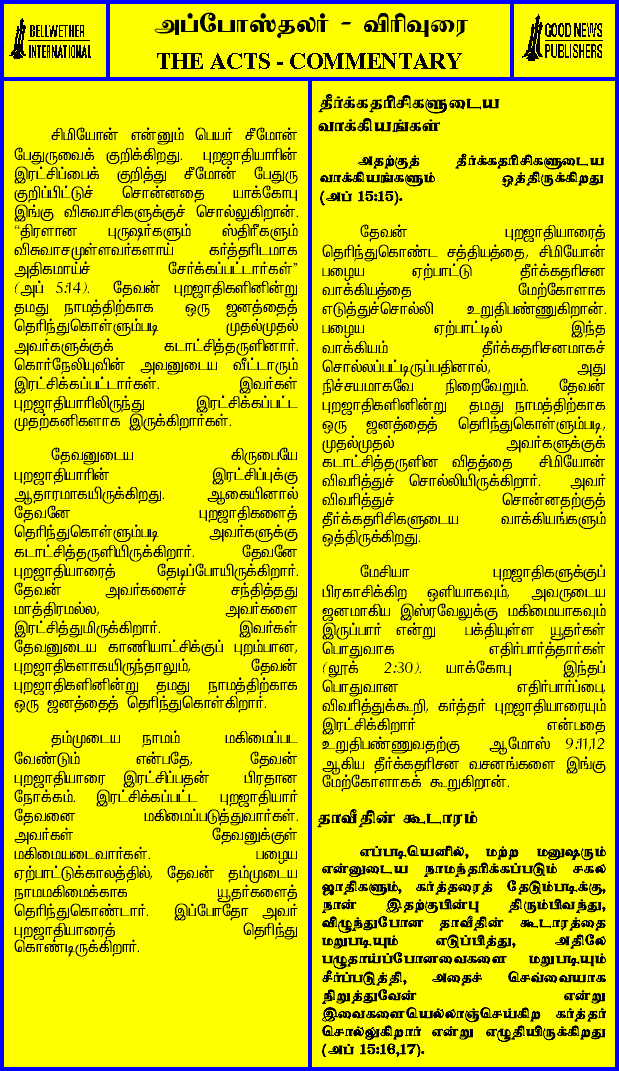 BELLWETHER
INTERNATIONAL
அப்போஸ்தலர் - விரிவுரை
THE ACTS - COMMENTARY
GOOD NEWS
PUBLISHERS
சிமியோன் என்னும் பெயர் சீமோன்
பேதுருவைக் குறிக்கிறது. புறஜாதியாரின்
இரட்சிப்பைக் குறித்து சீமோன் பேதுரு
குறிப்பிட்டுச் சொன்னதை யாக்கோபு
இங்கு விசுவாசிகளுக்குச் சொல்லுகிறான்.
“திரளான புருஷர்களும் ஸ்திரீகளும்
விசுவாசமுள்ளவர்களாய் கர்த்தரிடமாக
அதிகமாய்ச் சேர்க்கப்பட்டார்கள்”
(அப் 5:14). தேவன் புறஜாதிகளினின்று
தமது நாமத்திற்காக ஒரு ஜனத்தைத்
தெரிந்துகொள்ளும்படி முதல்முதல்
அவர்களுக்குக் கடாட்சித்தருளினார்.
கொர்நேலியுவின் அவனுடைய வீட்டாரும்
இரட்சிக்கப்பட்டார்கள். இவர்கள்
புறஜாதியாரிலிருந்து இரட்சிக்கப்பட்ட
முதற்கனிகளாக இருக்கிறார்கள்.
தேவனுடைய கிருபையே
புறஜாதியாரின் இரட்சிப்புக்கு
ஆதாரமாகயிருக்கிறது. ஆகையினால்
தேவனே புறஜாதிகளைத்
தெரிந்துகொள்ளும்படி அவர்களுக்கு
கடாட்சித்தருளியிருக்கிறார். தேவனே
புறஜாதியாரைத் தேடிப்போயிருக்கிறார்.
தேவன் அவர்களைச் சந்தித்தது
மாத்திரமல்ல, அவர்களை
இரட்சித்துமிருக்கிறார். இவர்கள்
தேவனுடைய காணியாட்சிக்குப் புறம்பான,
புறஜாதிகளாகயிருந்தாலும், தேவன்
புறஜாதிகளினின்று தமது நாமத்திற்காக
ஒரு ஜனத்தைத் தெரிந்துகொள்கிறார்.
தம்முடைய நாமம் மகிமைப்பட
வேண்டும் என்பதே, தேவன்
புறஜாதியாரை இரட்சிப்பதன் பிரதான
நோக்கம். இரட்சிக்கப்பட்ட புறஜாதியார்
தேவனை மகிமைப்படுத்துவார்கள்.
அவர்கள் தேவனுக்குள்
மகிமையடைவார்கள். பழைய
ஏற்பாட்டுக்காலத்தில், தேவன் தம்முடைய
நாமமகிமைக்காக யூதர்களைத்
தெரிந்துகொண்டார். இப்போதோ அவர்
புறஜாதியாரைத் தெரிந்து
கொண்டிருக்கிறார்.
தீர்க்கதரிசிகளுடைய
வாக்கியங்கள்
அதற்குத் தீர்க்கதரிசிகளுடைய
வாக்கியங்களும் ஒத்திருக்கிறது
(அப் 15:15).
தேவன் புறஜாதியாரைத்
தெரிந்துகொண்ட சத்தியத்தை, சிமியோன்
பழைய ஏற்பாட்டு தீர்க்கதரிசன
வாக்கியத்தை மேற்கோளாக
எடுத்துச்சொல்லி உறுதிபண்ணுகிறான்.
பழைய ஏற்பாட்டில் இந்த
வாக்கியம் தீர்க்கதரிசனமாகச்
சொல்லப்பட்டிருப்பதினால், அது
நிச்சயமாகவே நிறைவேறும். தேவன்
புறஜாதிகளினின்று தமது நாமத்திற்காக
ஒரு ஜனத்தைத் தெரிந்துகொள்ளும்படி,
முதல்முதல் அவர்களுக்குக்
கடாட்சித்தருளின விதத்தை சிமியோன்
விவரித்துச் சொல்லியிருக்கிறார். அவர்
விவரித்துச் சொன்னதற்குத்
தீர்க்கதரிசிகளுடைய வாக்கியங்களும்
ஒத்திருக்கிறது.
மேசியா புறஜாதிகளுக்குப்
பிரகாசிக்கிற ஒளியாகவும், அவருடைய
ஜனமாகிய இஸ்ரவேலுக்கு மகிமையாகவும்
இருப்பார் என்று பக்தியுள்ள யூதர்கள்
பொதுவாக எதிர்பார்த்தார்கள்
(லூக் 2:30). யாக்கோபு இந்தப்
பொதுவான எதிர்பார்ப்பை,
விவரித்துக்கூறி, கர்த்தர் புறஜாதியாரையும்
இரட்சிக்கிறார் என்பதை
உறுதிபண்ணுவதற்கு ஆமோஸ் 9:11,12
ஆகிய தீர்க்கதரிசன வசனங்களை இங்கு
மேற்கோளாகக் கூறுகிறான்.
தாவீதின் கூடாரம்
எப்படியெனில், மற்ற மனுஷரும்
என்னுடைய நாமந்தரிக்கப்படும் சகல
ஜாதிகளும், கர்த்தரைத் தேடும்படிக்கு,
நான் இதற்குபின்பு திரும்பிவந்து,
விழுந்துபோன தாவீதின் கூடாரத்தை
மறுபடியும் எடுப்பித்து, அதிலே
பழுதாய்ப்போனவைகளை மறுபடியும்
சீர்ப்படுத்தி, அதைச் செவ்வையாக
நிறுத்துவேன் என்று
இவைகளையெல்லாஞ்செய்கிற கர்த்தர்
சொல்லுகிறார் என்று எழுதியிருக்கிறது
(அப் 15:16,17).